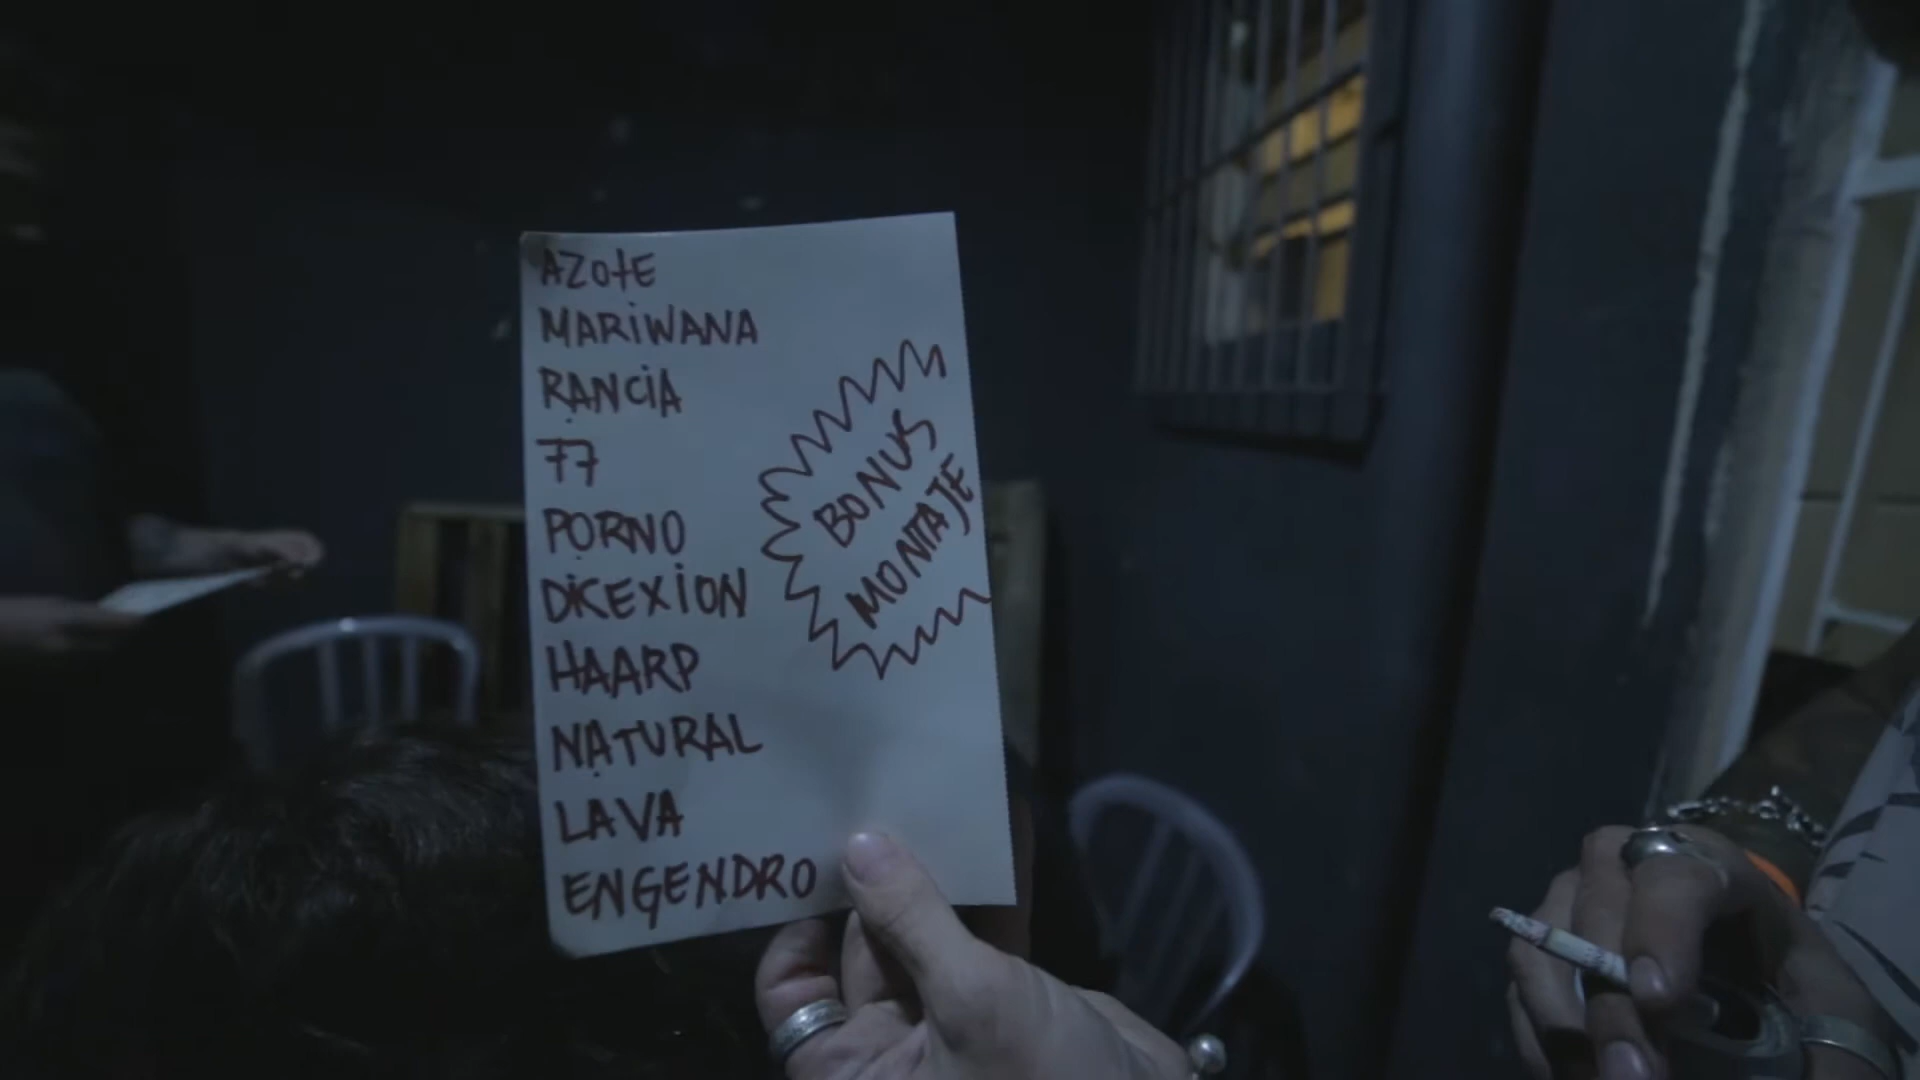 AZOtE
MARiWANA
RANCiA
77
PORNO
DiCEXiON
HAARP
NATURAL
LAVA
ENGENDRO
BONUS
MONTAJE